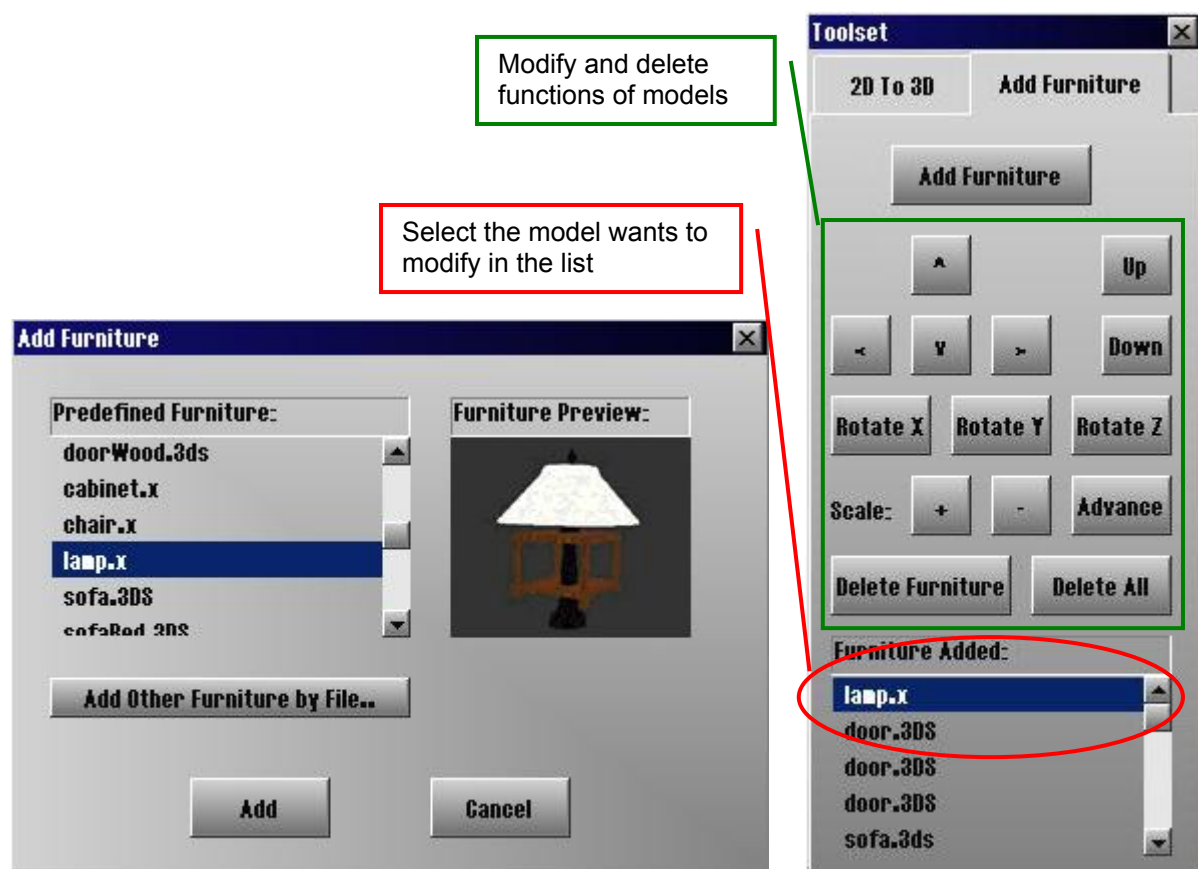 Modify and delete
functions of models
Select the model wants to
modify in the list
Add Furniture
Predefined Furniture:
doorWood.3ds
cabinet.x
chair.x
lamp.x
sofa.3DS
sofaRed.3DS
Add Other Furniture by File..
Furniture Preview:
Add
Cancel
Toolset
2D To 3D
Add Furniture
Add Furniture
^
Up
<
v
>
Down
Rotate X
Rotate Y
Rotate Z
Scale:
+
-
Advance
Delete Furniture
Delete All
Furniture Added:
lamp.x
door.3DS
door.3DS
door.3DS
sofa.3ds